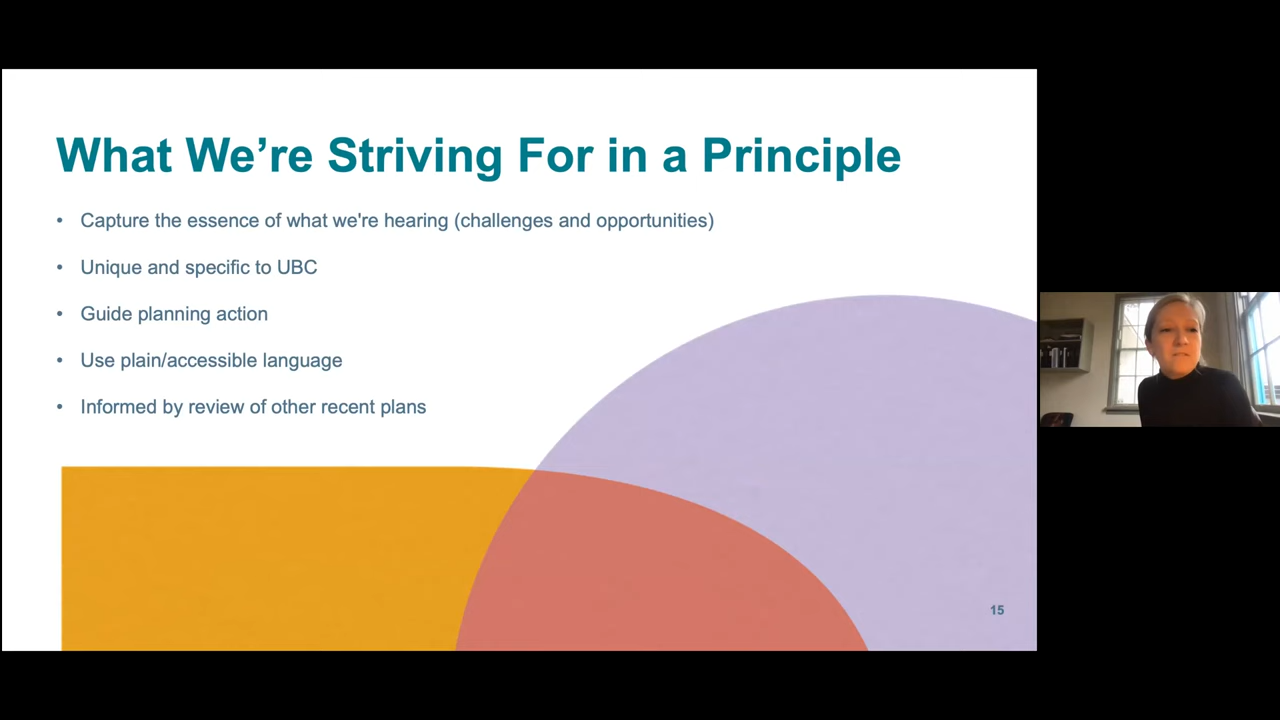 What We’re Striving For in a Principle
• Capture the essence of what we're hearing (challenges and opportunities)
• Unique and specific to UBC
• Guide planning action
• Use plain/accessible language
• Informed by review of other recent plans
15